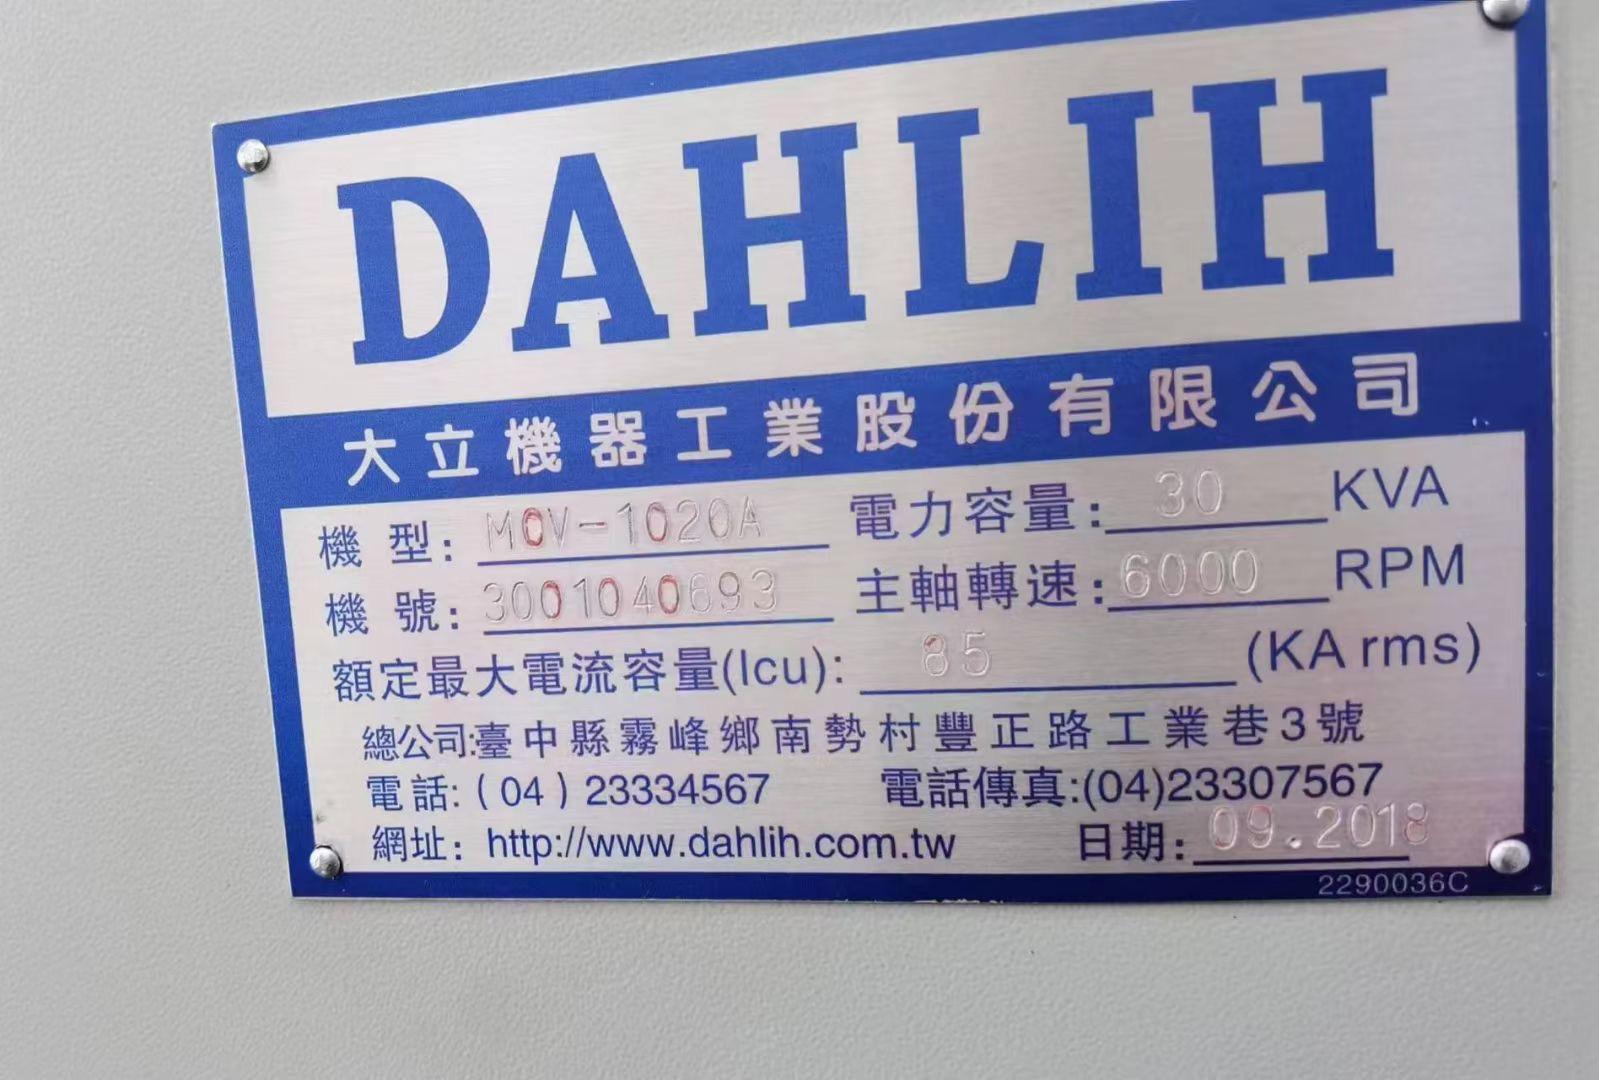 DAHLIH
大立機器工業股份有限公司
機 型: MCV-1020A 電力容量: 30 KVA
機 號: 3001040693 主軸轉速: 6000 RPM
額定最大電流容量(Icu): 85 (KA rms)
總公司:臺中縣霧峰鄉南勢村豐正路工業巷3號
電話:(04)23334567 電話傳真:(04)23307567
網址: http://www.dahlih.com.tw 日期: 09.2018
2290036C